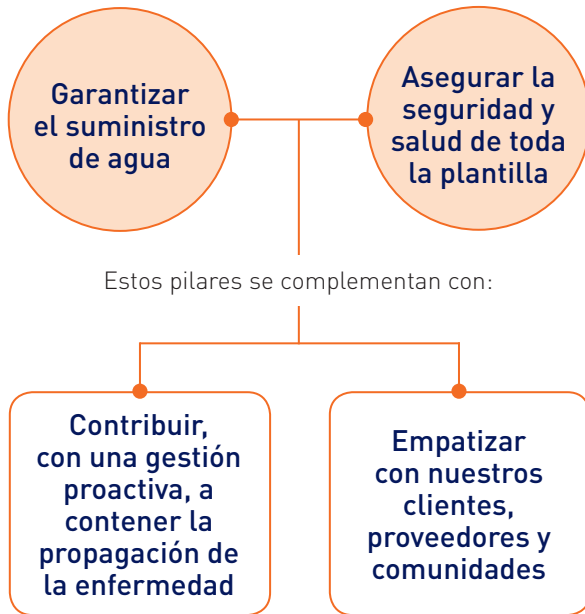 Garantizar
el suministro
de agua
Asegurar la
seguridad y
salud de toda
la plantilla
Estos pilares se complementan con:
Contribuir,
con una gestión
proactiva, a
contener la
propagación de
la enfermedad
Empatizar
con nuestros
clientes,
proveedores y
comunidades